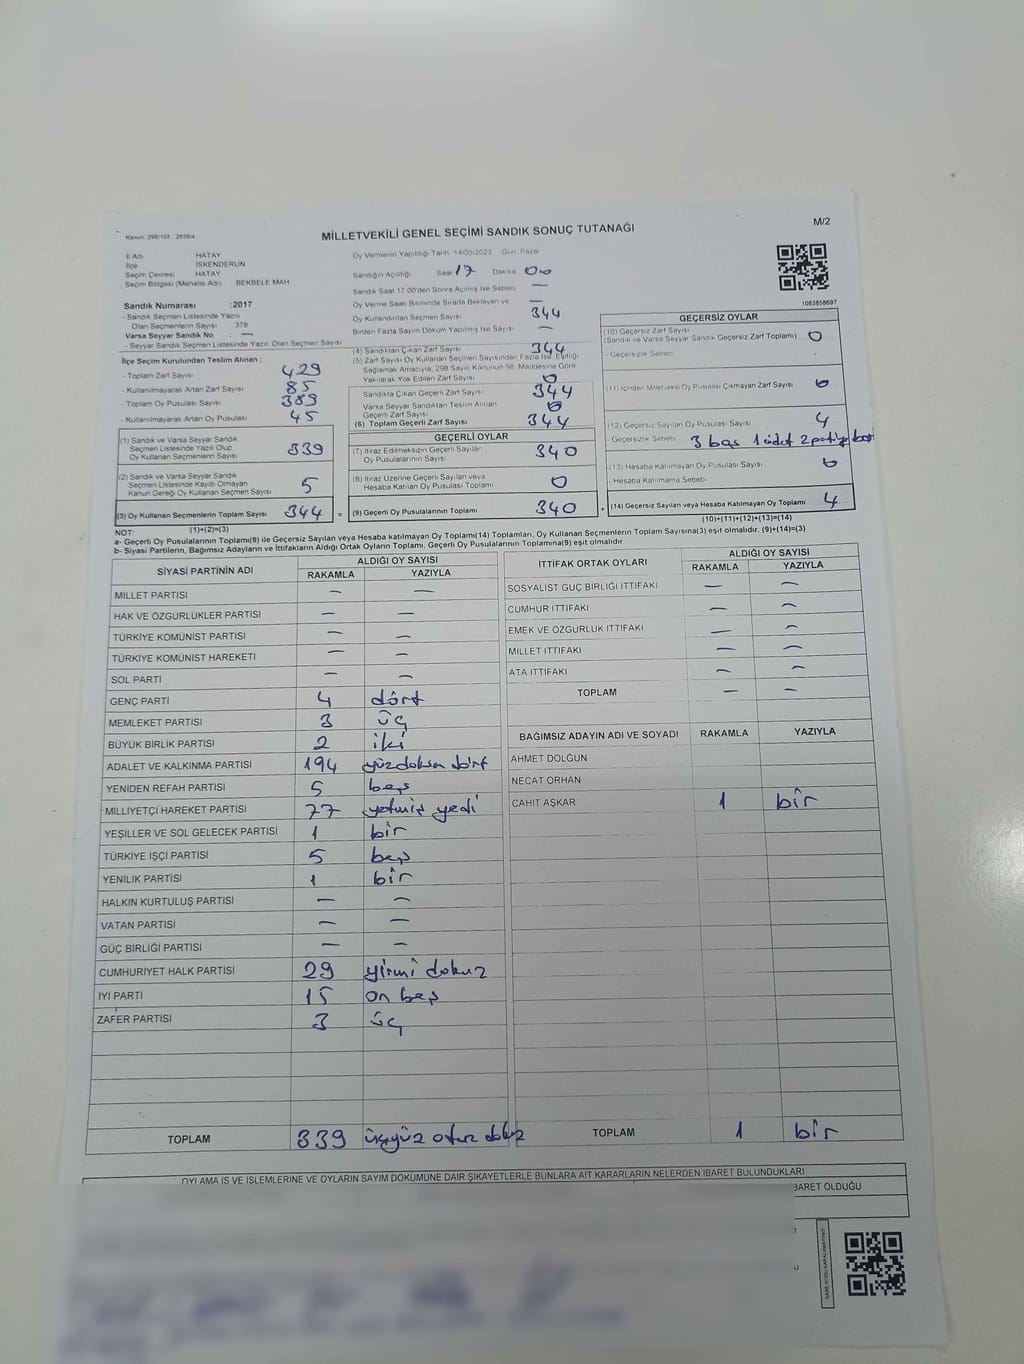 Kanun: 298/105 . 2839/4
MİLLETVEKİLİ GENEL SEÇİMİ SANDIK SONUÇ TUTANAĞI
M/2
İl Adı HATAY
İlçe İSKENDERUN
Seçim Çevresi HATAY
Seçim Bölgesi (Mahalle Adı) BEKBELE MAH
Sandık Numarası :2017
- Sandık Seçmen Listesinde Yazılı
Olan Seçmenlerin Sayısı 378
Varsa Seyyar Sandık No : —
- Seyyar Sandık Seçmen Listesinde Yazılı Olan Seçmen Sayısı
Oy Vermenin Yapıldığı Tarih 14/05/2023 Gün Pazar
Sandığın Açıldığı Saat 17 Dakika 00
Sandık Saat 17.00'den Sonra Açılmış İse Sebebi —
Oy Verme Saati Bitiminde Sırada Bekleyen ve —
Oy Kullandırılan Seçmen Sayısı 344
Birden Fazla Sayım Döküm Yapılmış İse Sayısı —
1083658697
İlçe Seçim Kurulundan Teslim Alınan ;
- Toplam Zarf Sayısı 429
- Kullanılmayarak Artan Zarf Sayısı 85
- Toplam Oy Pusulası Sayısı 389
- Kullanılmayarak Artan Oy Pusulası 45
(1) Sandık ve Varsa Seyyar Sandık
Seçmen Listesinde Yazılı Olup
Oy Kullanan Seçmen Sayısı 339
(2) Sandık ve Varsa Seyyar Sandık
Seçmen Listesinde Kayıtlı Olmayan
Kanun Gereği Oy Kullanan Seçmen Sayısı 5
(3) Oy Kullanan Seçmenlerin Toplam Sayısı 344 =
(1)+(2)=(3)
(4) Sandıktan Çıkan Zarf Sayısı 344
(5) Zarf Sayısı Oy Kullanan Seçmen Sayısından Fazla İse, Eşitliği
Sağlamak Amacıyla, 298 Sayılı Kanunun 98. Maddesine Göre
Yakılarak Yok Edilen Zarf Sayısı 0
Sandıkta Çıkan Geçerli Zarf Sayısı 344
Varsa Seyyar Sandıktan Teslim Alınan
Geçerli Zarf Sayısı 0
(6) Toplam Geçerli Zarf Sayısı 344
GEÇERLİ OYLAR
(7) İtiraz Edilmeksizin Geçerli Sayılan
Oy Pusulalarının Sayısı 340
(8) İtiraz Üzerine Geçerli Sayılan veya
Hesaba Katılan Oy Pusulası Toplamı 0
(9) Geçerli Oy Pusulalarının Toplamı 340 +
GEÇERSİZ OYLAR
(10) Geçersiz Zarf Sayısı
(Sandık ve Varsa Seyyar Sandık Geçersiz Zarf Toplamı) 0
- Geçersizlik Sebebi
(11) İçinden Milletvekili Oy Pusulası Çıkmayan Zarf Sayısı 0
(12) Geçersiz Sayılan Oy Pusulası Sayısı 4
- Geçersizlik Sebebi 3 boş 1
(13) Hesaba Katılmayan Oy Pusulası Sayısı 0
- Hesaba Katılmama Sebebi
(14) Geçersiz Sayılan veya Hesaba Katılmayan Oy Toplamı 4
(10)+(11)+(12)+(13)=(14)
NOT:
a- Geçerli Oy Pusulalarının Toplamı(9) ile Geçersiz Sayılan veya Hesaba katılmayan Oy Toplamı(14) Toplamları, Oy Kullanan Seçmenlerin Toplam Sayısına(3) eşit olmalıdır. (9)+(14)=(3)
b- Siyasi Partilerin, Bağımsız Adayların ve İttifakların Aldığı Ortak Oyların Toplamı, Geçerli Oy Pusulalarının Toplamına(9) eşit olmalıdır
SİYASİ PARTİNİN ADI ALDIĞI OY SAYISI
RAKAMLA YAZIYLA
MİLLET PARTİSİ — —
HAK VE ÖZGÜRLÜKLER PARTİSİ — —
TÜRKİYE KOMÜNİST PARTİSİ — —
TÜRKİYE KOMÜNİST HAREKETİ — —
SOL PARTİ — —
GENÇ PARTİ 4 dört
MEMLEKET PARTİSİ 3 üç
BÜYÜK BİRLİK PARTİSİ 2 iki
ADALET VE KALKINMA PARTİSİ 194 yüzdoksan dört
YENİDEN REFAH PARTİSİ 5 beş
MİLLİYETÇİ HAREKET PARTİSİ 77 yetmiş yedi
YEŞİLLER VE SOL GELECEK PARTİSİ 1 bir
TÜRKİYE İŞÇİ PARTİSİ 5 beş
YENİLİK PARTİSİ 1 bir
HALKIN KURTULUŞ PARTİSİ — —
VATAN PARTİSİ — —
GÜÇ BİRLİĞİ PARTİSİ — —
CUMHURİYET HALK PARTİSİ 29 yirmi dokuz
İYİ PARTİ 15 on beş
ZAFER PARTİSİ 3 üç
TOPLAM 339 üçyüz otuz dokuz
İTTİFAK ORTAK OYLARI ALDIĞI OY SAYISI
RAKAMLA YAZIYLA
SOSYALİST GÜÇ BİRLİĞİ İTTİFAKI — —
CUMHUR İTTİFAKI — —
EMEK VE ÖZGÜRLÜK İTTİFAKI — —
MİLLET İTTİFAKI — —
ATA İTTİFAKI — —
TOPLAM — —
BAĞIMSIZ ADAYIN ADI VE SOYADI RAKAMLA YAZIYLA
AHMET DOLĞUN
NECAT ORHAN
CAHİT AŞKAR 1 bir
TOPLAM 1 bir
OYLAMA İŞ VE İŞLEMLERİNE VE OYLARIN SAYIM DÖKÜMÜNE DAİR ŞİKAYETLERLE BUNLARA AİT KARARLARIN NELERDEN İBARET BULUNDUKLARI
BARET OLDUĞU
KARE KODU KARALAMAYINIZ!